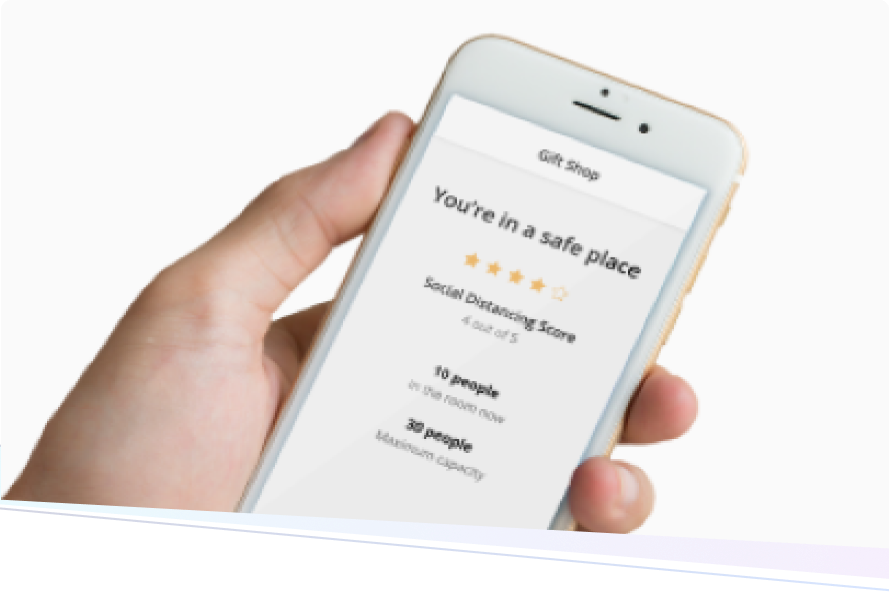 Gift Shop
You're in a safe place
Social Distancing Score
4 out of 5
10 people
in the room now
30 people
Maximum capacity